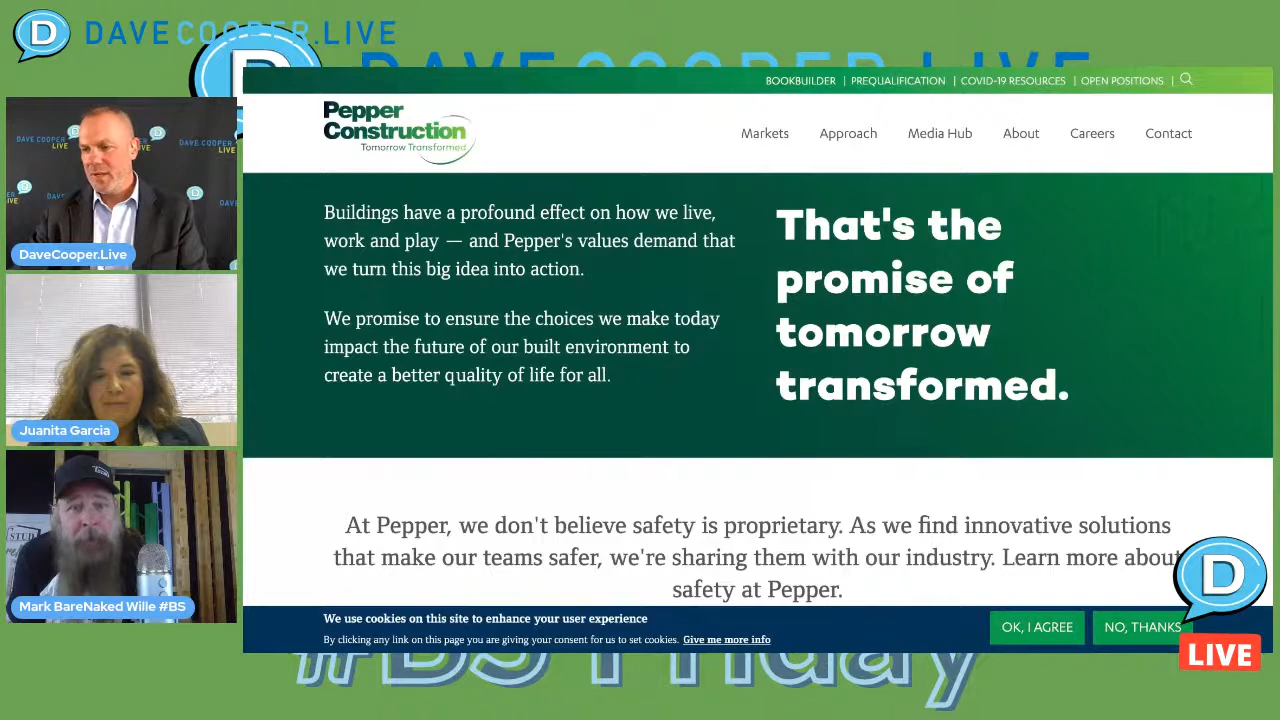 D DAVECOOPER.LIVE
BOOKBUILDER | PREQUALIFICATION | COVID-19 RESOURCES | OPEN POSITIONS |
Pepper
Construction
Tomorrow Transformed
Markets Approach Media Hub About Careers Contact
Buildings have a profound effect on how we live,
work and play — and Pepper's values demand that
we turn this big idea into action.
We promise to ensure the choices we make today
impact the future of our built environment to
create a better quality of life for all.
That's the
promise of
tomorrow
transformed.
At Pepper, we don't believe safety is proprietary. As we find innovative solutions
that make our teams safer, we're sharing them with our industry. Learn more about
safety at Pepper.
We use cookies on this site to enhance your user experience
By clicking any link on this page you are giving your consent for us to set cookies. Give me more info
OK, I AGREE
NO, THANKS
DAVE COOPER
LIVE
DaveCooper.Live
Juanita Garcia
Mark BareNaked Wille #BS
D
LIVE
#BS Friday